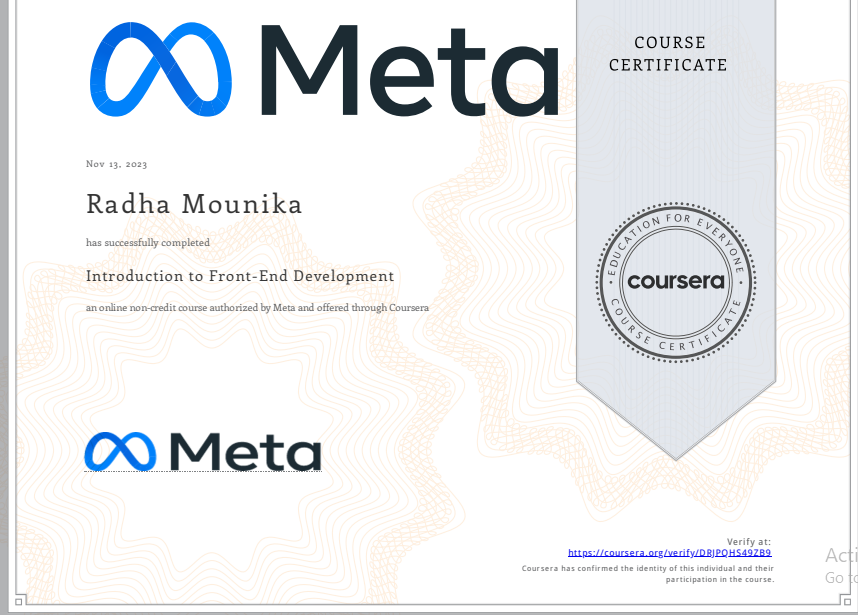 Meta
COURSE
CERTIFICATE
Nov 13, 2023
Radha Mounika
has successfully completed
Introduction to Front-End Development
an online non-credit course authorized by Meta and offered through Coursera
EDUCATION FOR EVERYONE
coursera
COURSE CERTIFICATE
Meta
Verify at:
https://coursera.org/verify/DRJPQHS49ZB9
Coursera has confirmed the identity of this individual and their
participation in the course.
Acti
Go to